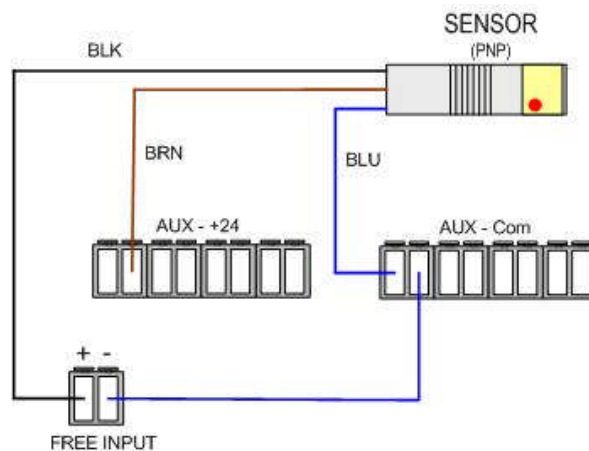 SENSOR
(PNP)
BLK
BRN
BLU
AUX - +24
AUX - Com
+ -
FREE INPUT